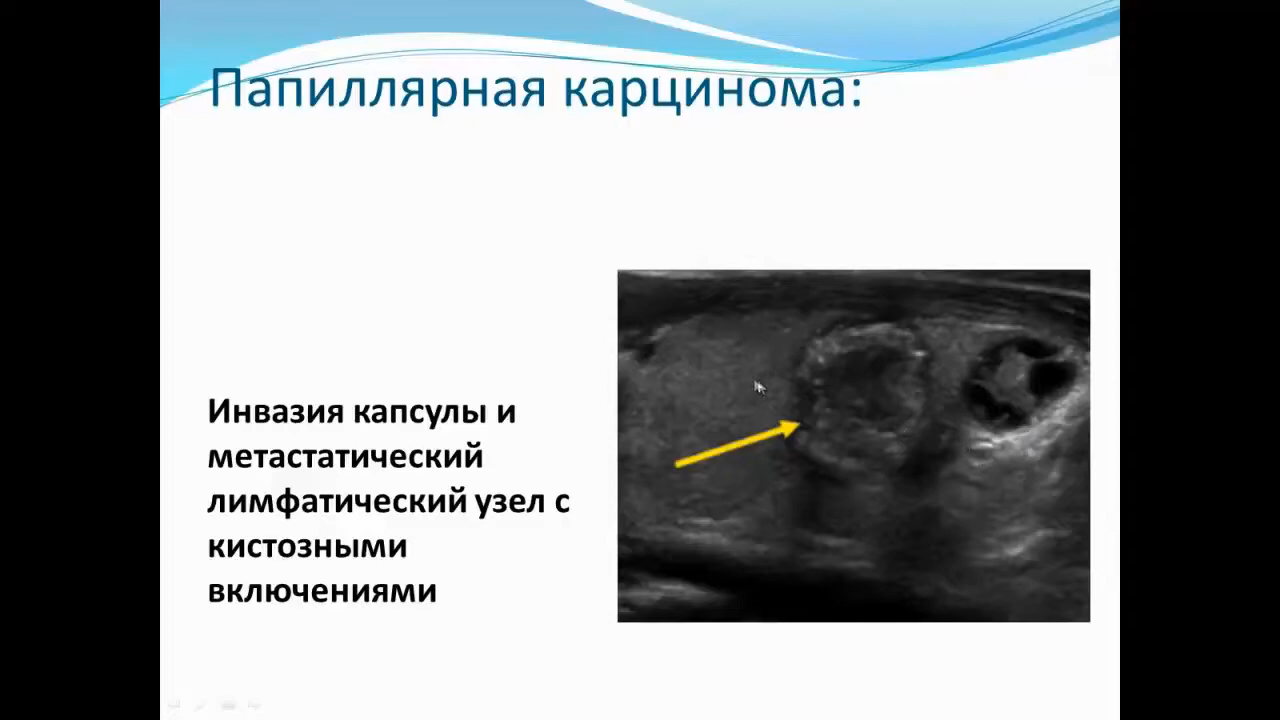 Папиллярная карцинома:
Инвазия капсулы и
метастатический
лимфатический узел с
кистозными
включениями